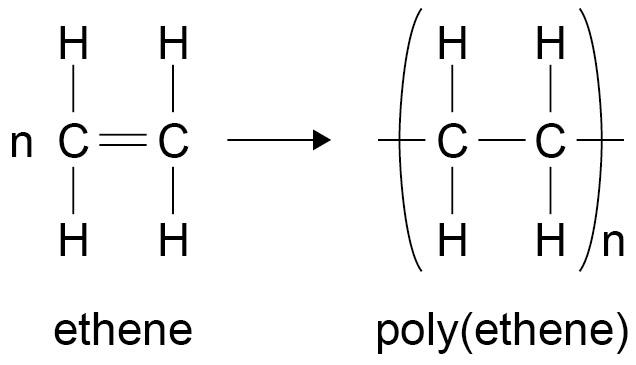 H H H H
n C = C → ( C — C )
H H H H n
ethene poly(ethene)